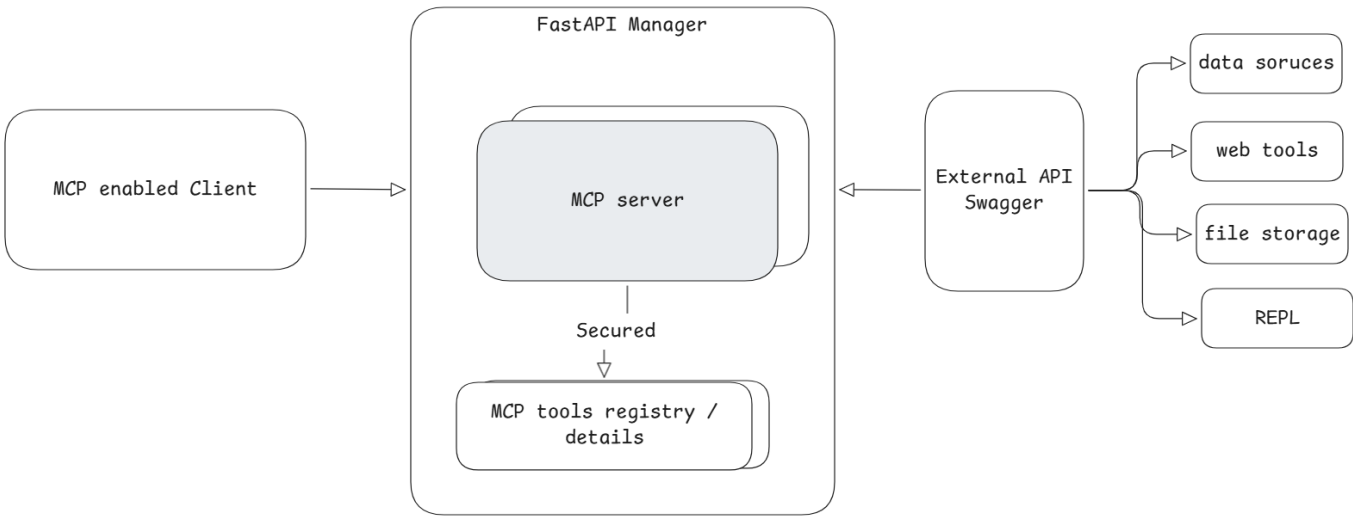 FastAPI Manager
MCP enabled Client
MCP server
Secured
MCP tools registry /
details
External API
Swagger
data soruces
web tools
file storage
REPL